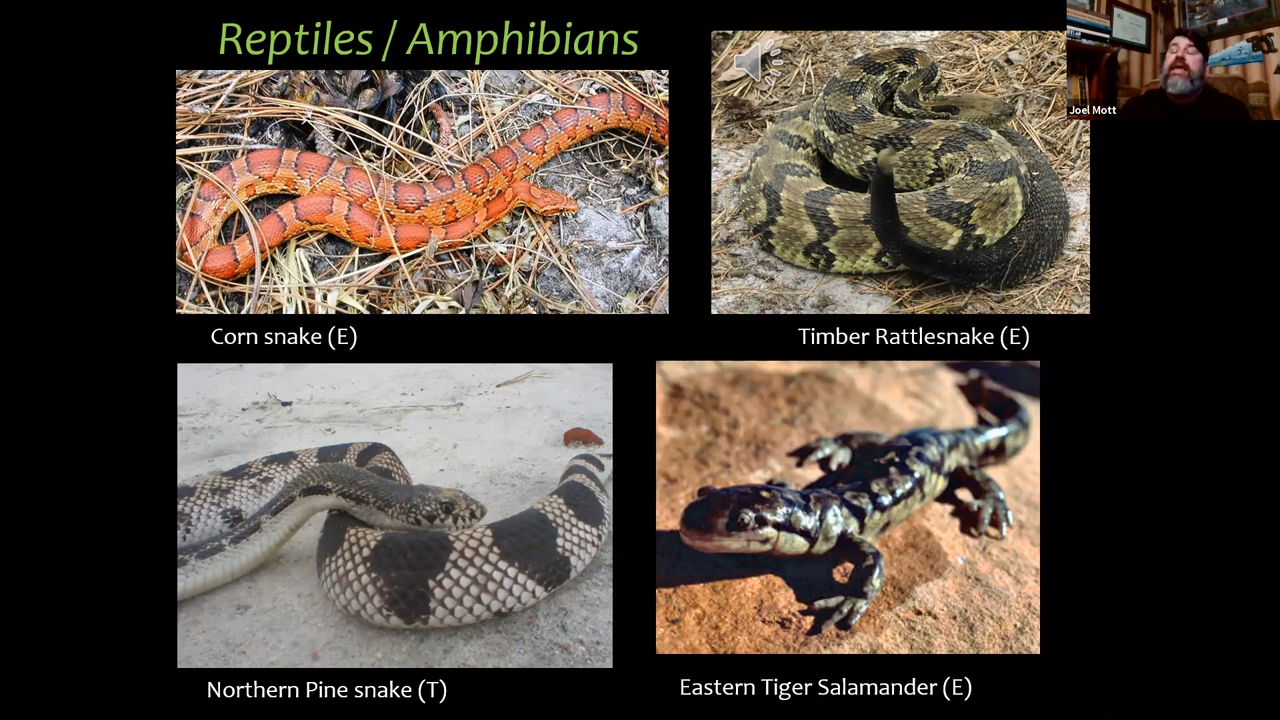 Reptiles / Amphibians
Joel Mott
Corn snake (E)
Timber Rattlesnake (E)
Northern Pine snake (T)
Eastern Tiger Salamander (E)